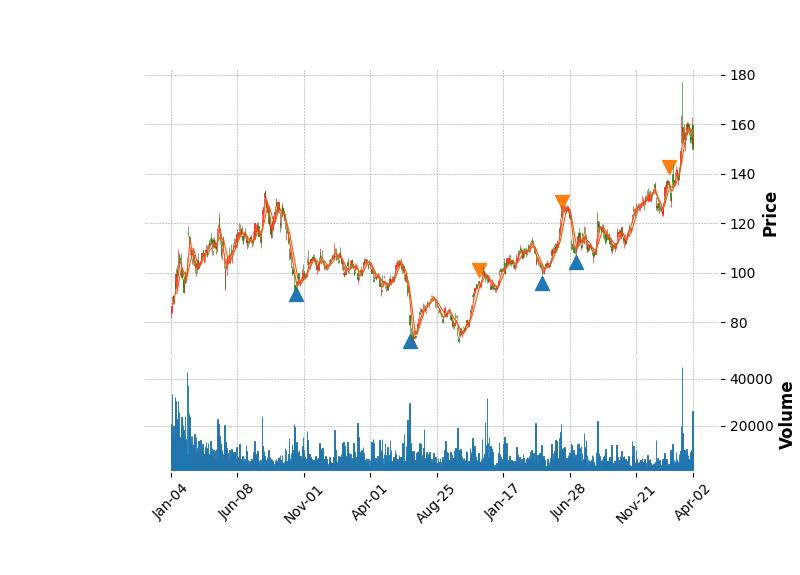 180
160
140
120
100
80
Price
40000
20000
Volume
Jan-04
Jun-08
Nov-01
Apr-01
Aug-25
Jan-17
Jun-28
Nov-21
Apr-02